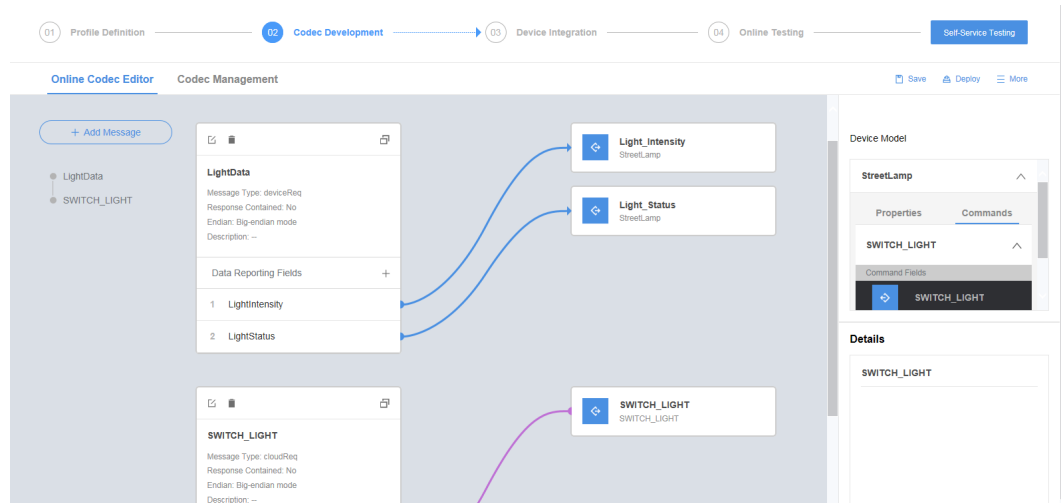 01 Profile Definition 02 Codec Development 03 Device Integration 04 Online Testing Self-Service Testing
Online Codec Editor Codec Management Save Deploy More
+ Add Message
LightData
SWITCH_LIGHT
LightData
Message Type: deviceReq
Response Contained: No
Endian: Big-endian mode
Description: --
Data Reporting Fields +
1 LightIntensity
2 LightStatus
SWITCH_LIGHT
Message Type: cloudReq
Response Contained: No
Endian: Big-endian mode
Description: --
Light_Intensity
StreetLamp
Light_Status
StreetLamp
SWITCH_LIGHT
SWITCH_LIGHT
Device Model
StreetLamp
Properties Commands
SWITCH_LIGHT
Command Fields
SWITCH_LIGHT
Details
SWITCH_LIGHT